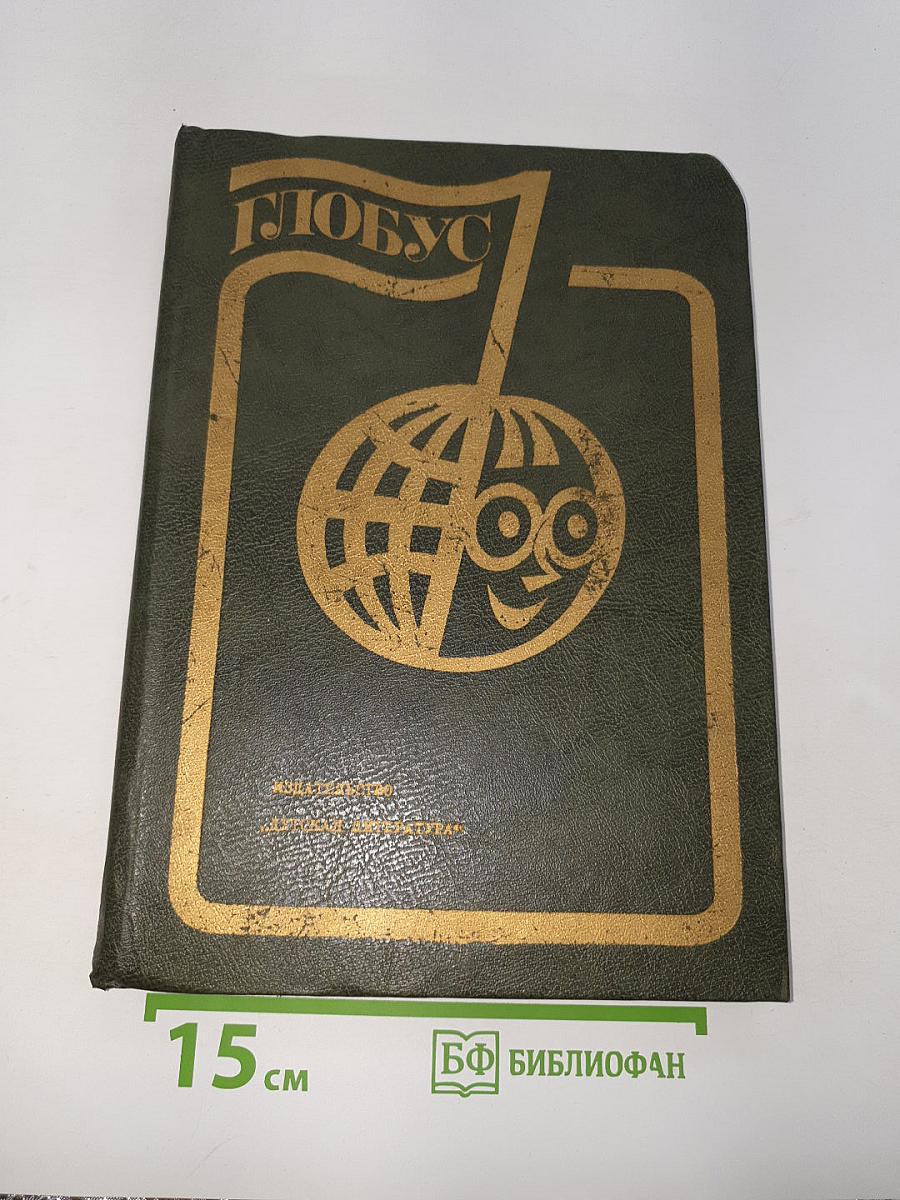 ГЛОБУС
ИЗДАТЕЛЬСТВО
„ДЕТСКАЯ ЛИТЕРАТУРА“
15 см
БФ БИБЛИОФАН